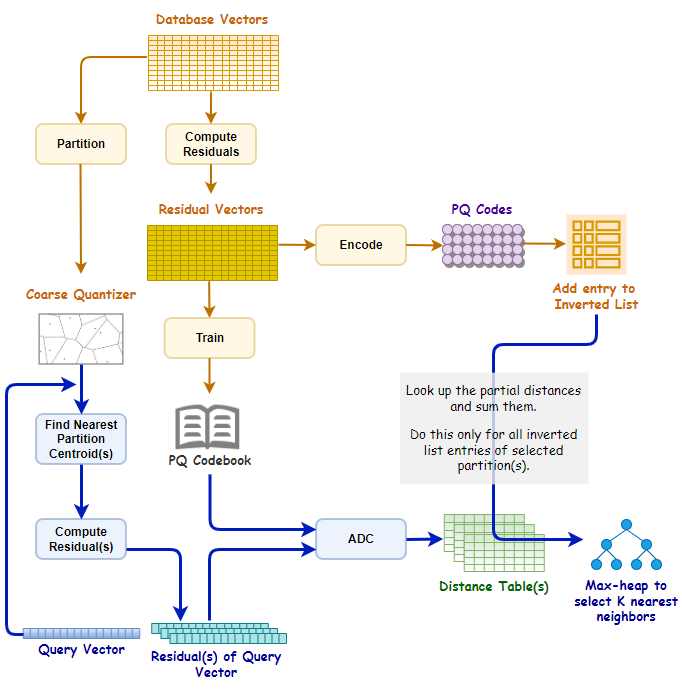 Database Vectors
Partition
Compute
Residuals
Residual Vectors
PQ Codes
Encode
Coarse Quantizer
Add entry to
Inverted List
Train
Look up the partial distances
and sum them.
Do this only for all inverted
list entries of selected
partition(s).
Find Nearest
Partition
Centroid(s)
PQ Codebook
Compute
Residual(s)
ADC
Distance Table(s)
Max-heap to
select K nearest
neighbors
Query Vector
Residual(s) of Query
Vector